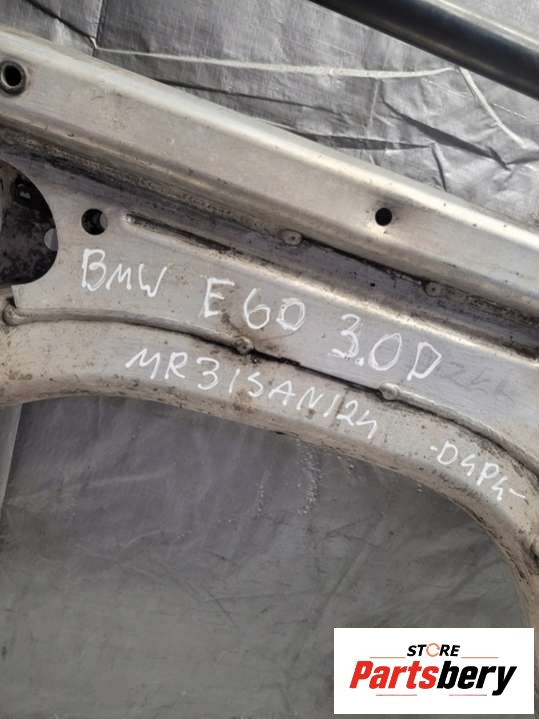 BMW E60 3.0D
MR31SAN124
-D4P4-
STORE
Partsbery